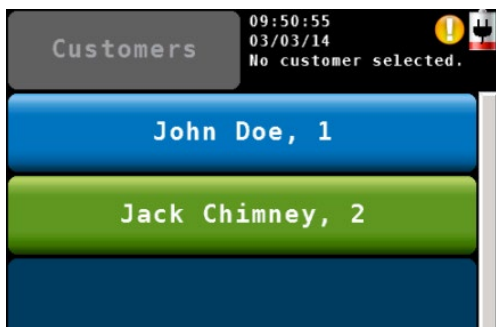 Customers
09:50:55
03/03/14
No customer selected.
John Doe, 1
Jack Chimney, 2